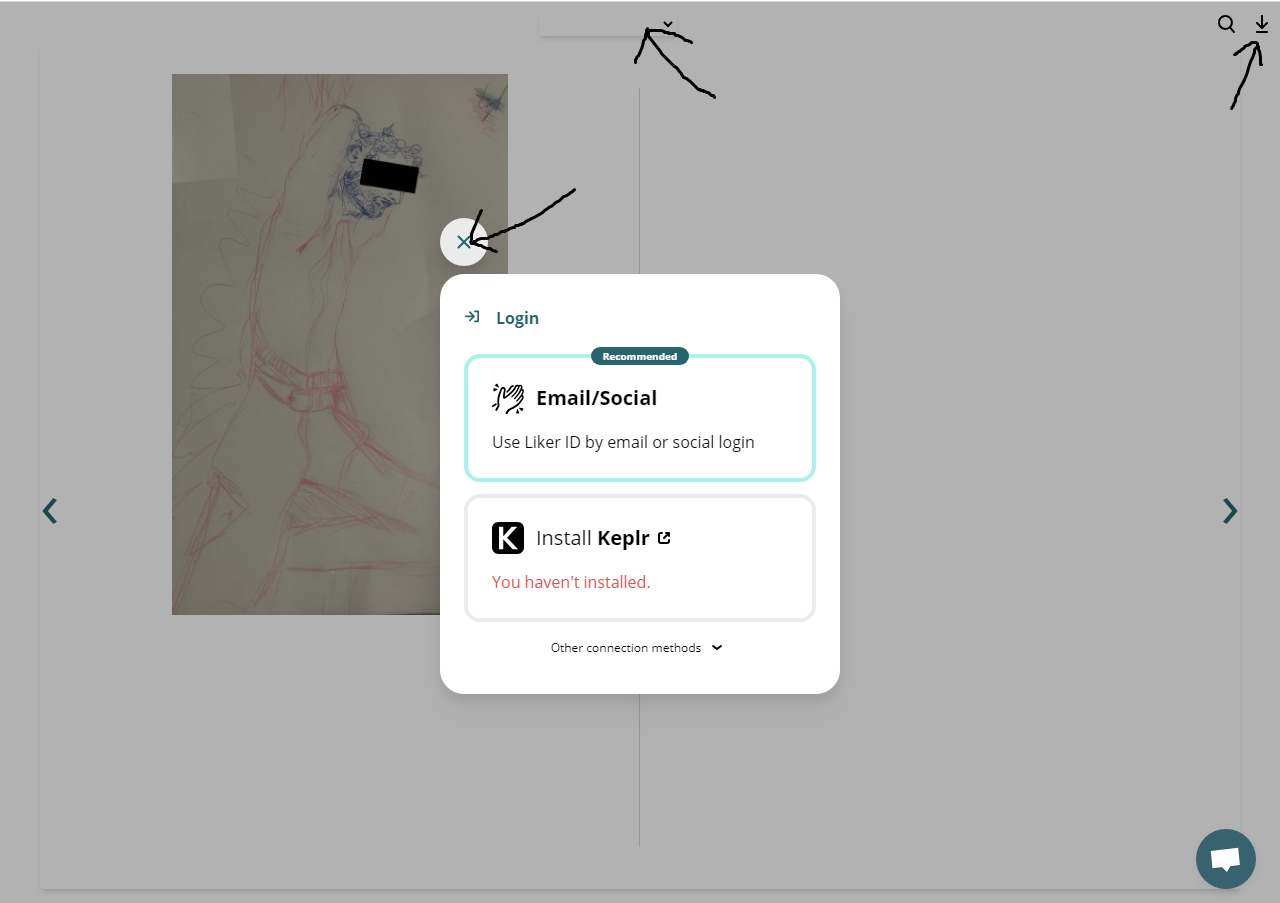 Login
Recommended
Email/Social
Use Liker ID by email or social login
Install Keplr
You haven't installed.
Other connection methods